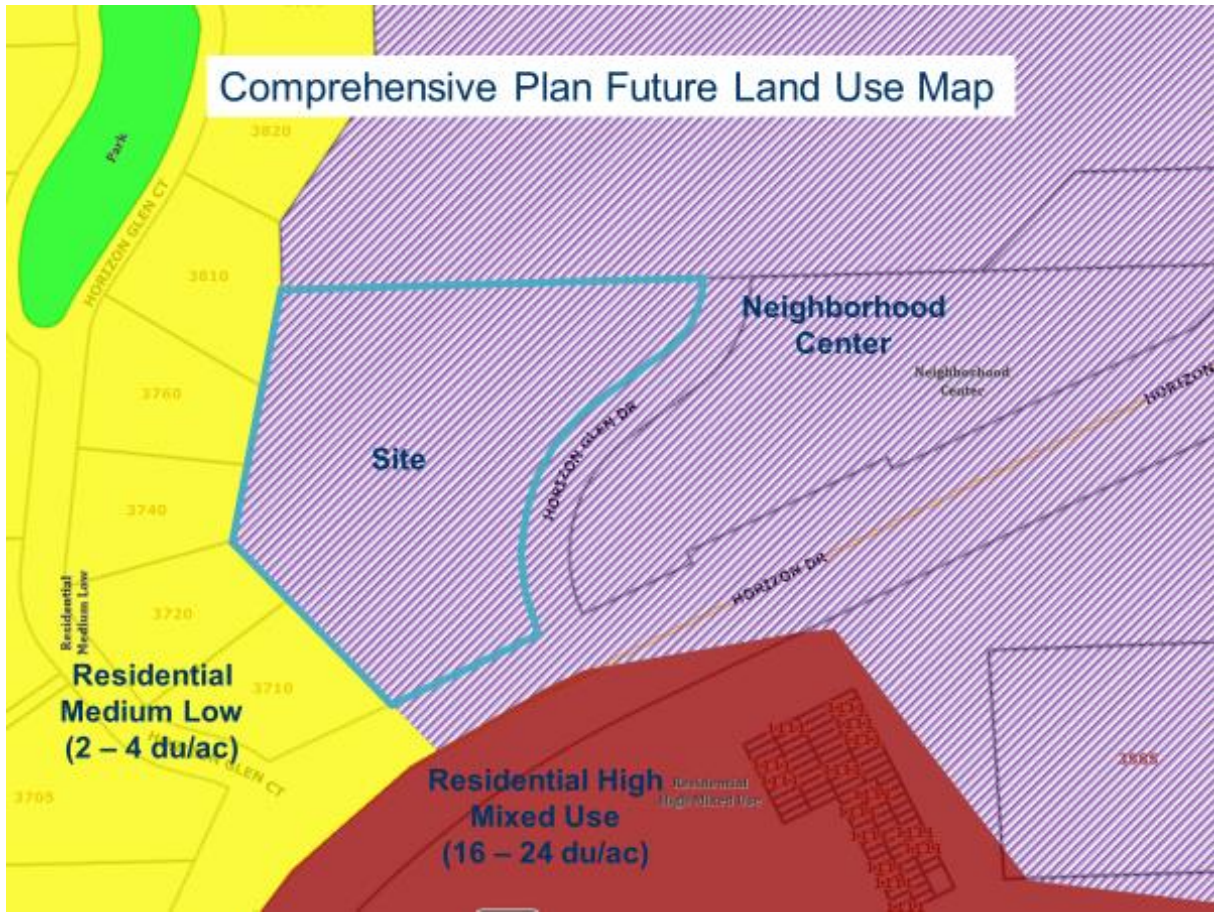 Comprehensive Plan Future Land Use Map
3820
Park
HORIZON GLEN CT
3810
Neighborhood
Center
Neighborhood
Center
HORIZON
3760
HORIZON GLEN DR
Site
3740
HORIZON DR
Residential
Medium Low
3720
Residential
Medium Low
(2 – 4 du/ac)
3710
GLEN CT
3705
Residential High
Mixed Use
(16 – 24 du/ac)
Residential
High Mixed Use
3885